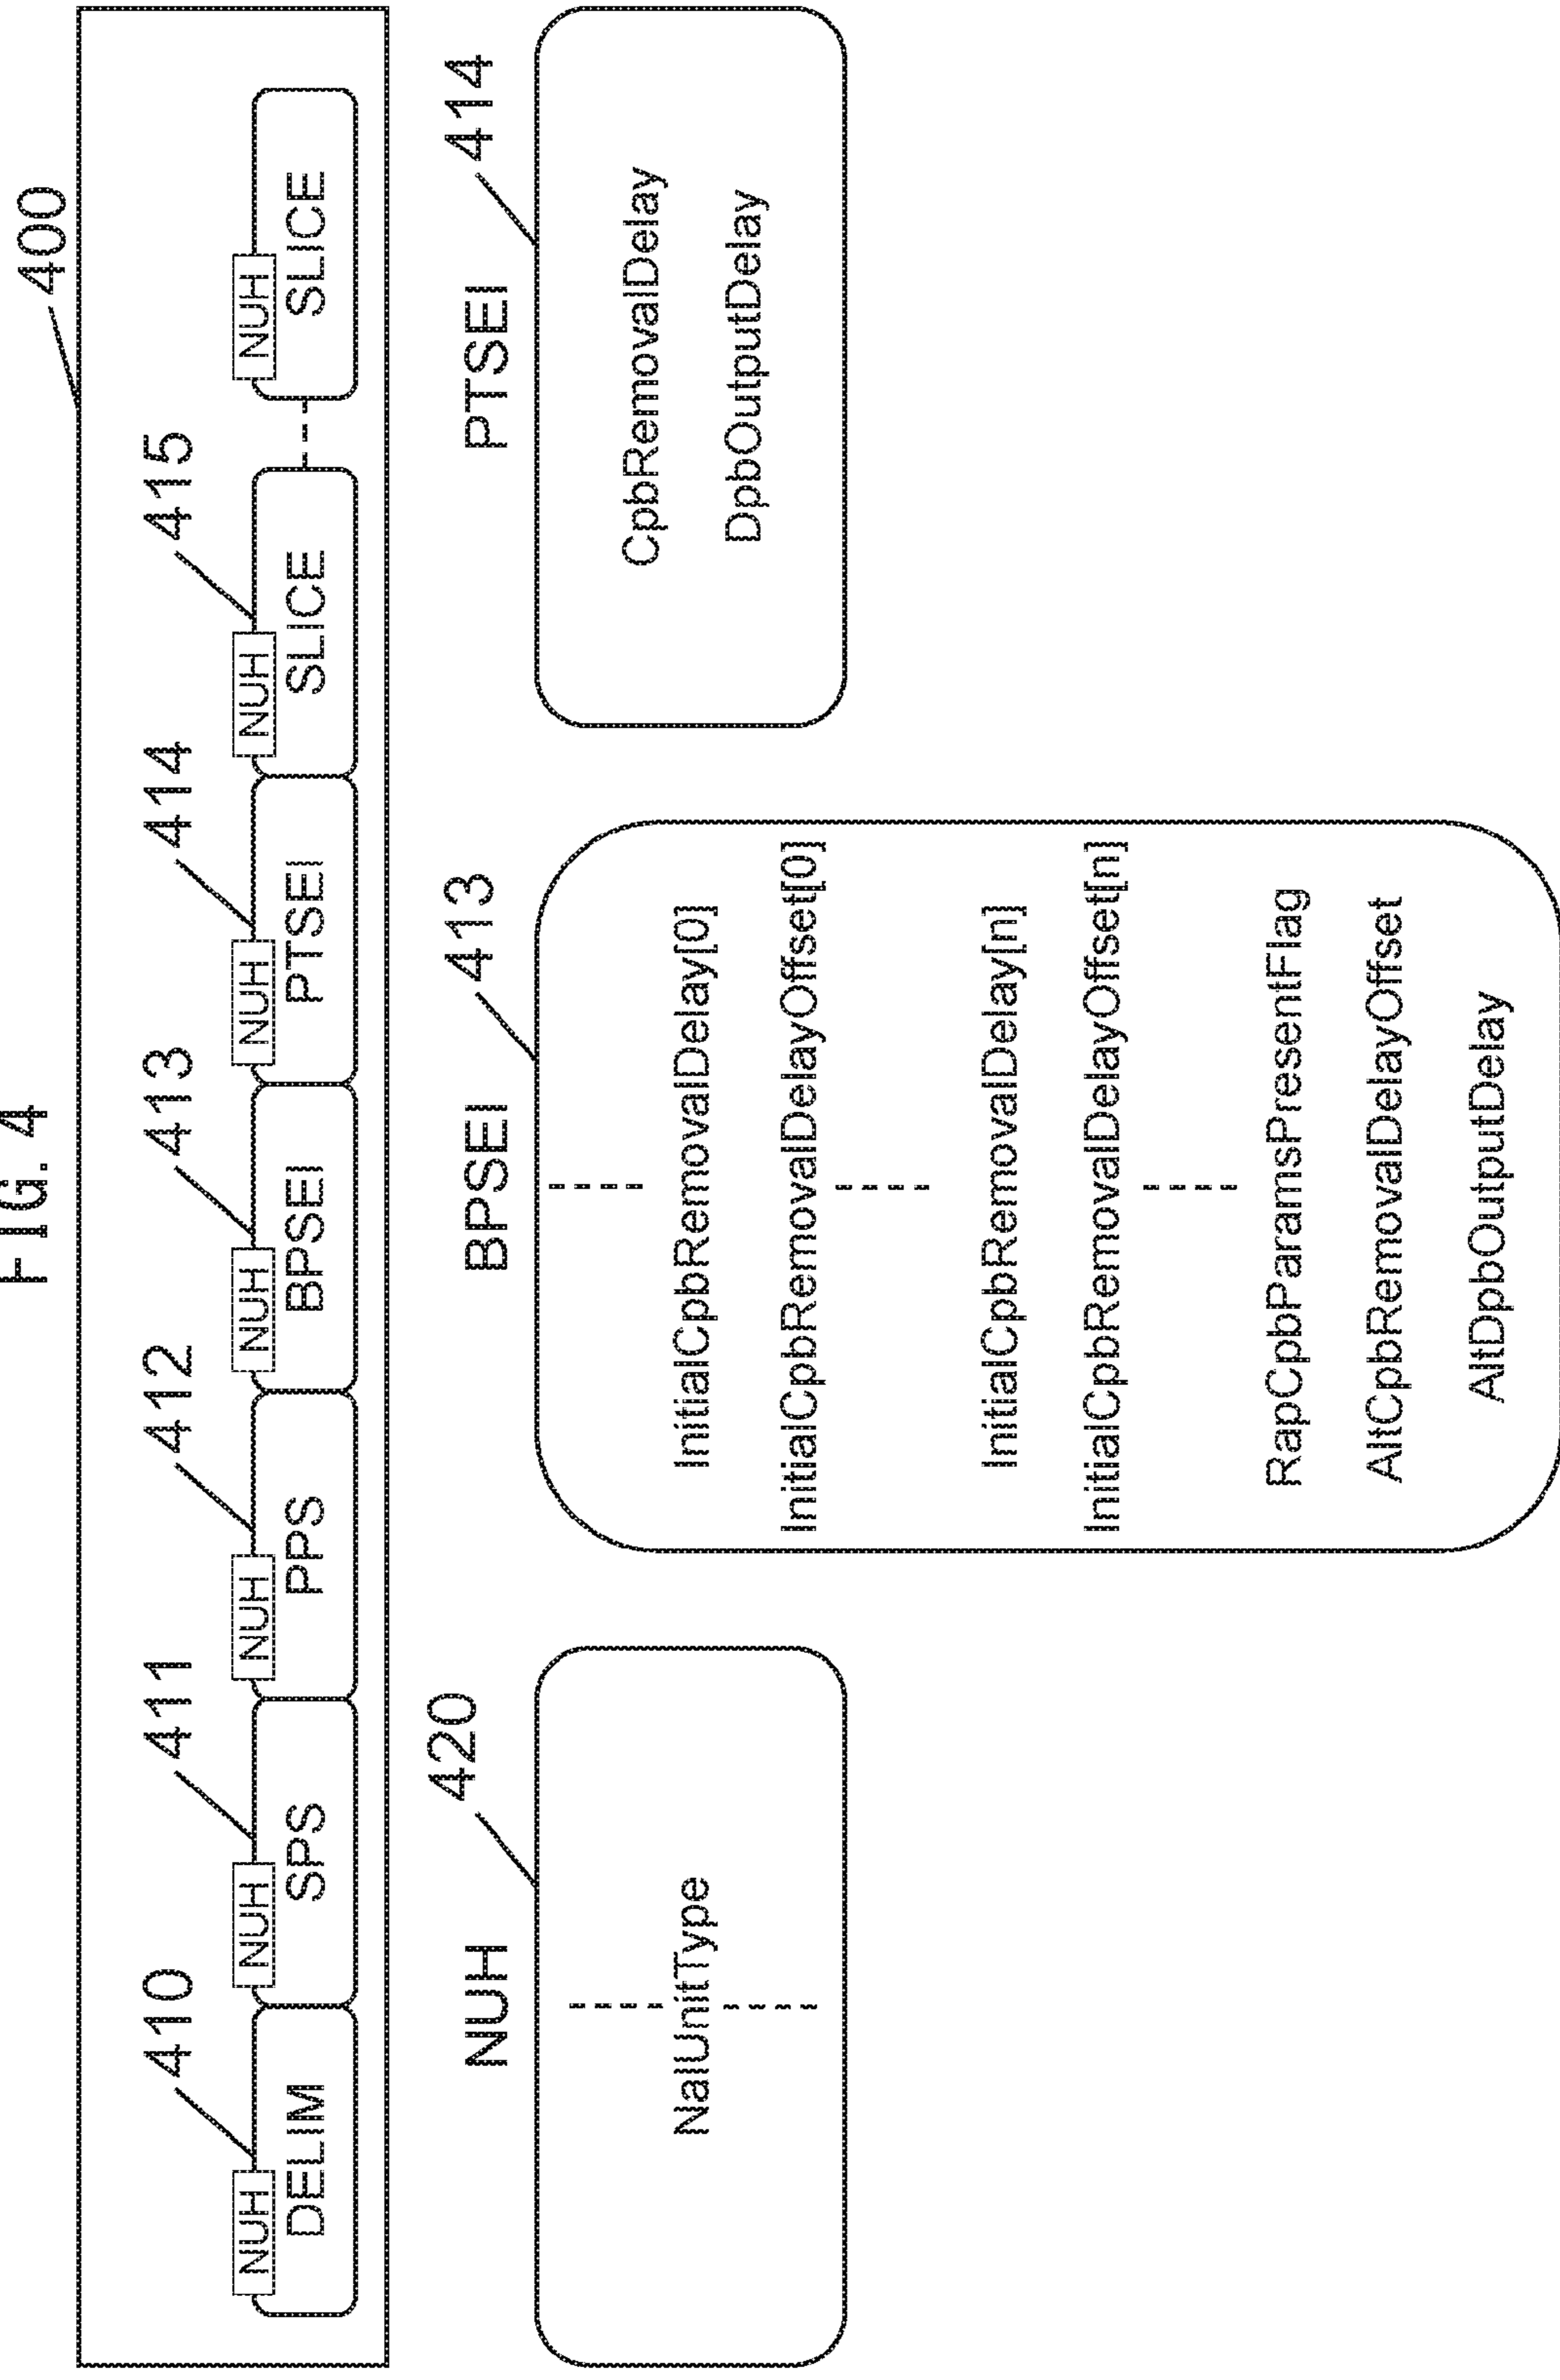 FIG. 4
400
410
411
412
413
414
415
NUH
NUH
NUH
NUH
NUH
NUH
NUH
DELIM
SPS
PPS
BPSEI
PTSEI
SLICE
SLICE
NUH
420
NalUnitType
BPSEI
413
InitialCpbRemovalDelay[0]
InitialCpbRemovalDelayOffset[0]
InitialCpbRemovalDelay[n]
InitialCpbRemovalDelayOffset[n]
RapCpbParamsPresentFlag
AltCpbRemovalDelayOffset
AltDpbOutputDelay
PTSEI
414
CpbRemovalDelay
DpbOutputDelay